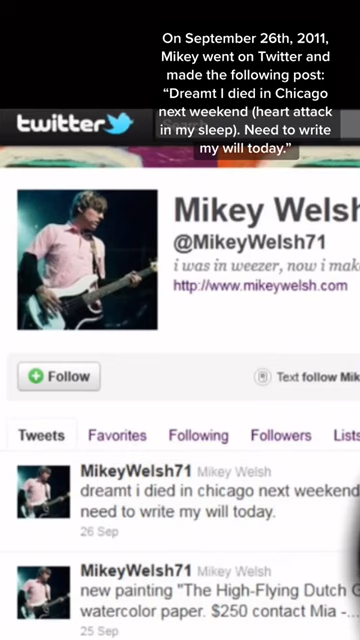 On September 26th, 2011,
Mikey went on Twitter and
made the following post:
“Dreamt I died in Chicago
next weekend (heart attack
in my sleep). Need to write
my will today.”
twitter
Mikey Welsh
@MikeyWelsh71
i was in weezer, now i mak
http://www.mikeywelsh.com
Follow
Text follow Mik
Tweets Favorites Following Followers Lists
MikeyWelsh71 Mikey Welsh
dreamt i died in chicago next weekend
need to write my will today.
26 Sep
MikeyWelsh71 Mikey Welsh
new painting "The High-Flying Dutch G
watercolor paper. $250 contact Mia -...
25 Sep